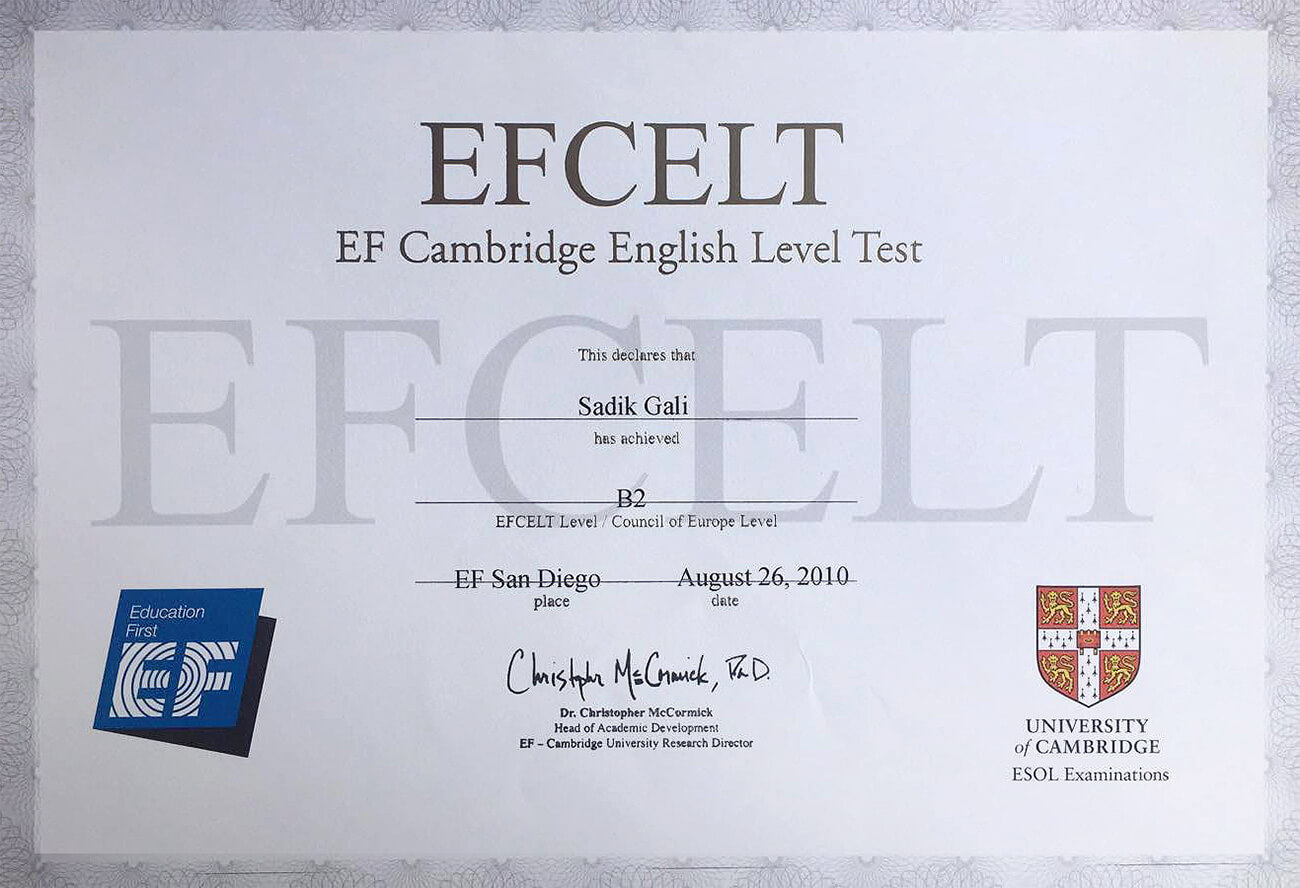 EFCELT
EF Cambridge English Level Test
EFCELT
This declares that
Sadik Gali
has achieved
B2
EFCELT Level / Council of Europe Level
EF San Diego August 26, 2010
place date
Education
First
EF
Christopher McCormick, Ph.D.
Dr. Christopher McCormick
Head of Academic Development
EF – Cambridge University Research Director
UNIVERSITY
of CAMBRIDGE
ESOL Examinations